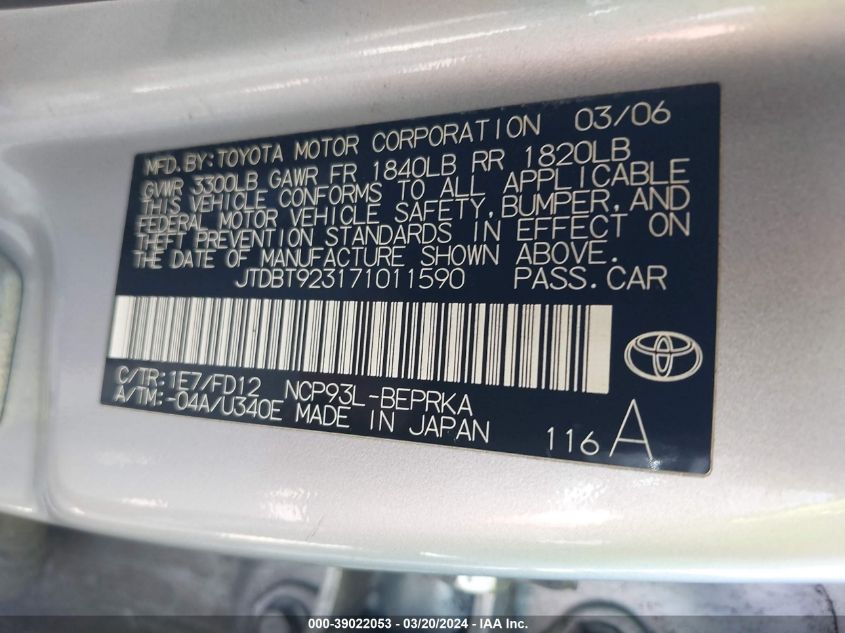 MFD.BY:TOYOTA MOTOR CORPORATION 03/06
GVWR 3300LB GAWR FR 1840LB RR 1820LB
THIS VEHICLE CONFORMS TO ALL APPLICABLE
FEDERAL MOTOR VEHICLE SAFETY,BUMPER,AND
THEFT PREVENTION STANDARDS IN EFFECT ON
THE DATE OF MANUFACTURE SHOWN ABOVE.
JTDBT923171011590 PASS.CAR
C/TR:1E7/FD12 NCP93L-BEPRKA
A/TM:-04A/U340E MADE IN JAPAN
116 A
000-39022053 - 03/20/2024 - IAA Inc.